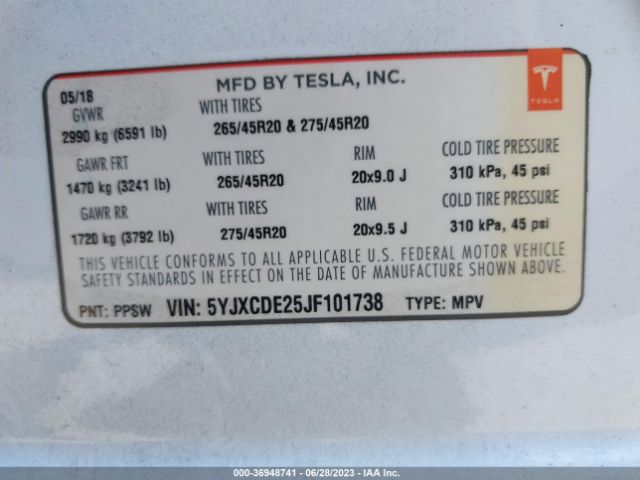 MFD BY TESLA, INC.
TESLA
05/18
GVWR
2990 kg (6591 lb)
WITH TIRES
265/45R20 & 275/45R20
GAWR FRT
1470 kg (3241 lb)
WITH TIRES
265/45R20
RIM
20x9.0 J
COLD TIRE PRESSURE
310 kPa, 45 psi
GAWR RR
1720 kg (3792 lb)
WITH TIRES
275/45R20
RIM
20x9.5 J
COLD TIRE PRESSURE
310 kPa, 45 psi
THIS VEHICLE CONFORMS TO ALL APPLICABLE U.S. FEDERAL MOTOR VEHICLE
SAFETY STANDARDS IN EFFECT ON THE DATE OF MANUFACTURE SHOWN ABOVE.
PNT: PPSW VIN: 5YJXCDE25JF101738 TYPE: MPV
000-36948741 - 06/28/2023 - IAA Inc.